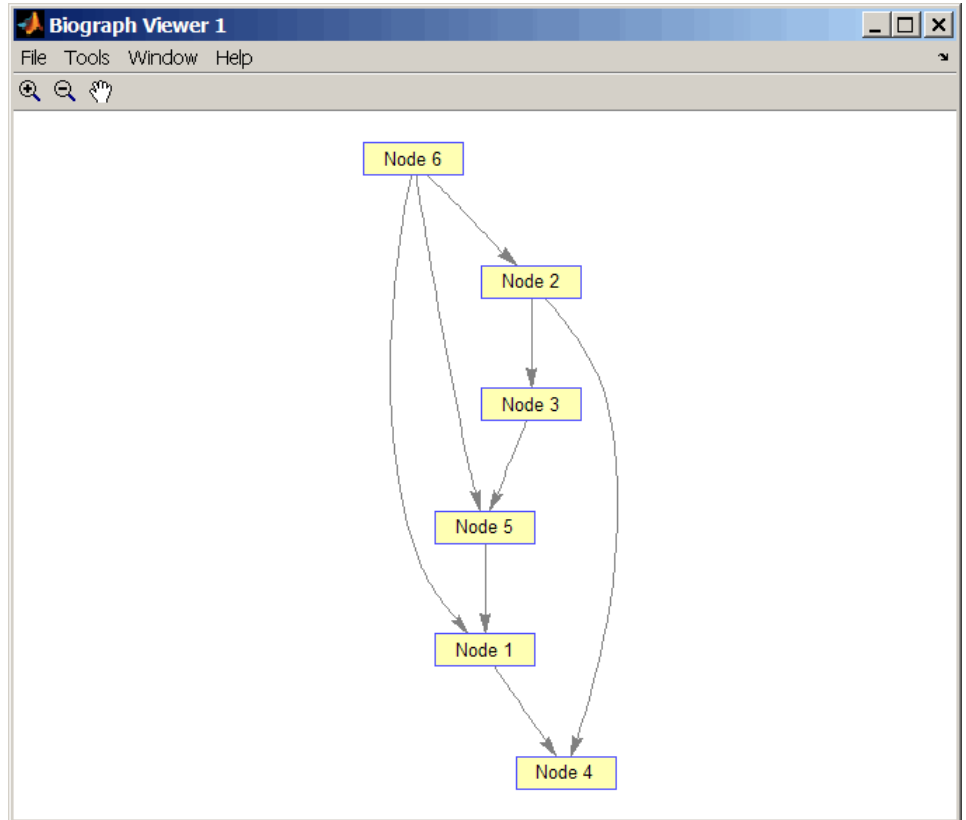 Biograph Viewer 1
File Tools Window Help
Node 6
Node 2
Node 3
Node 5
Node 1
Node 4